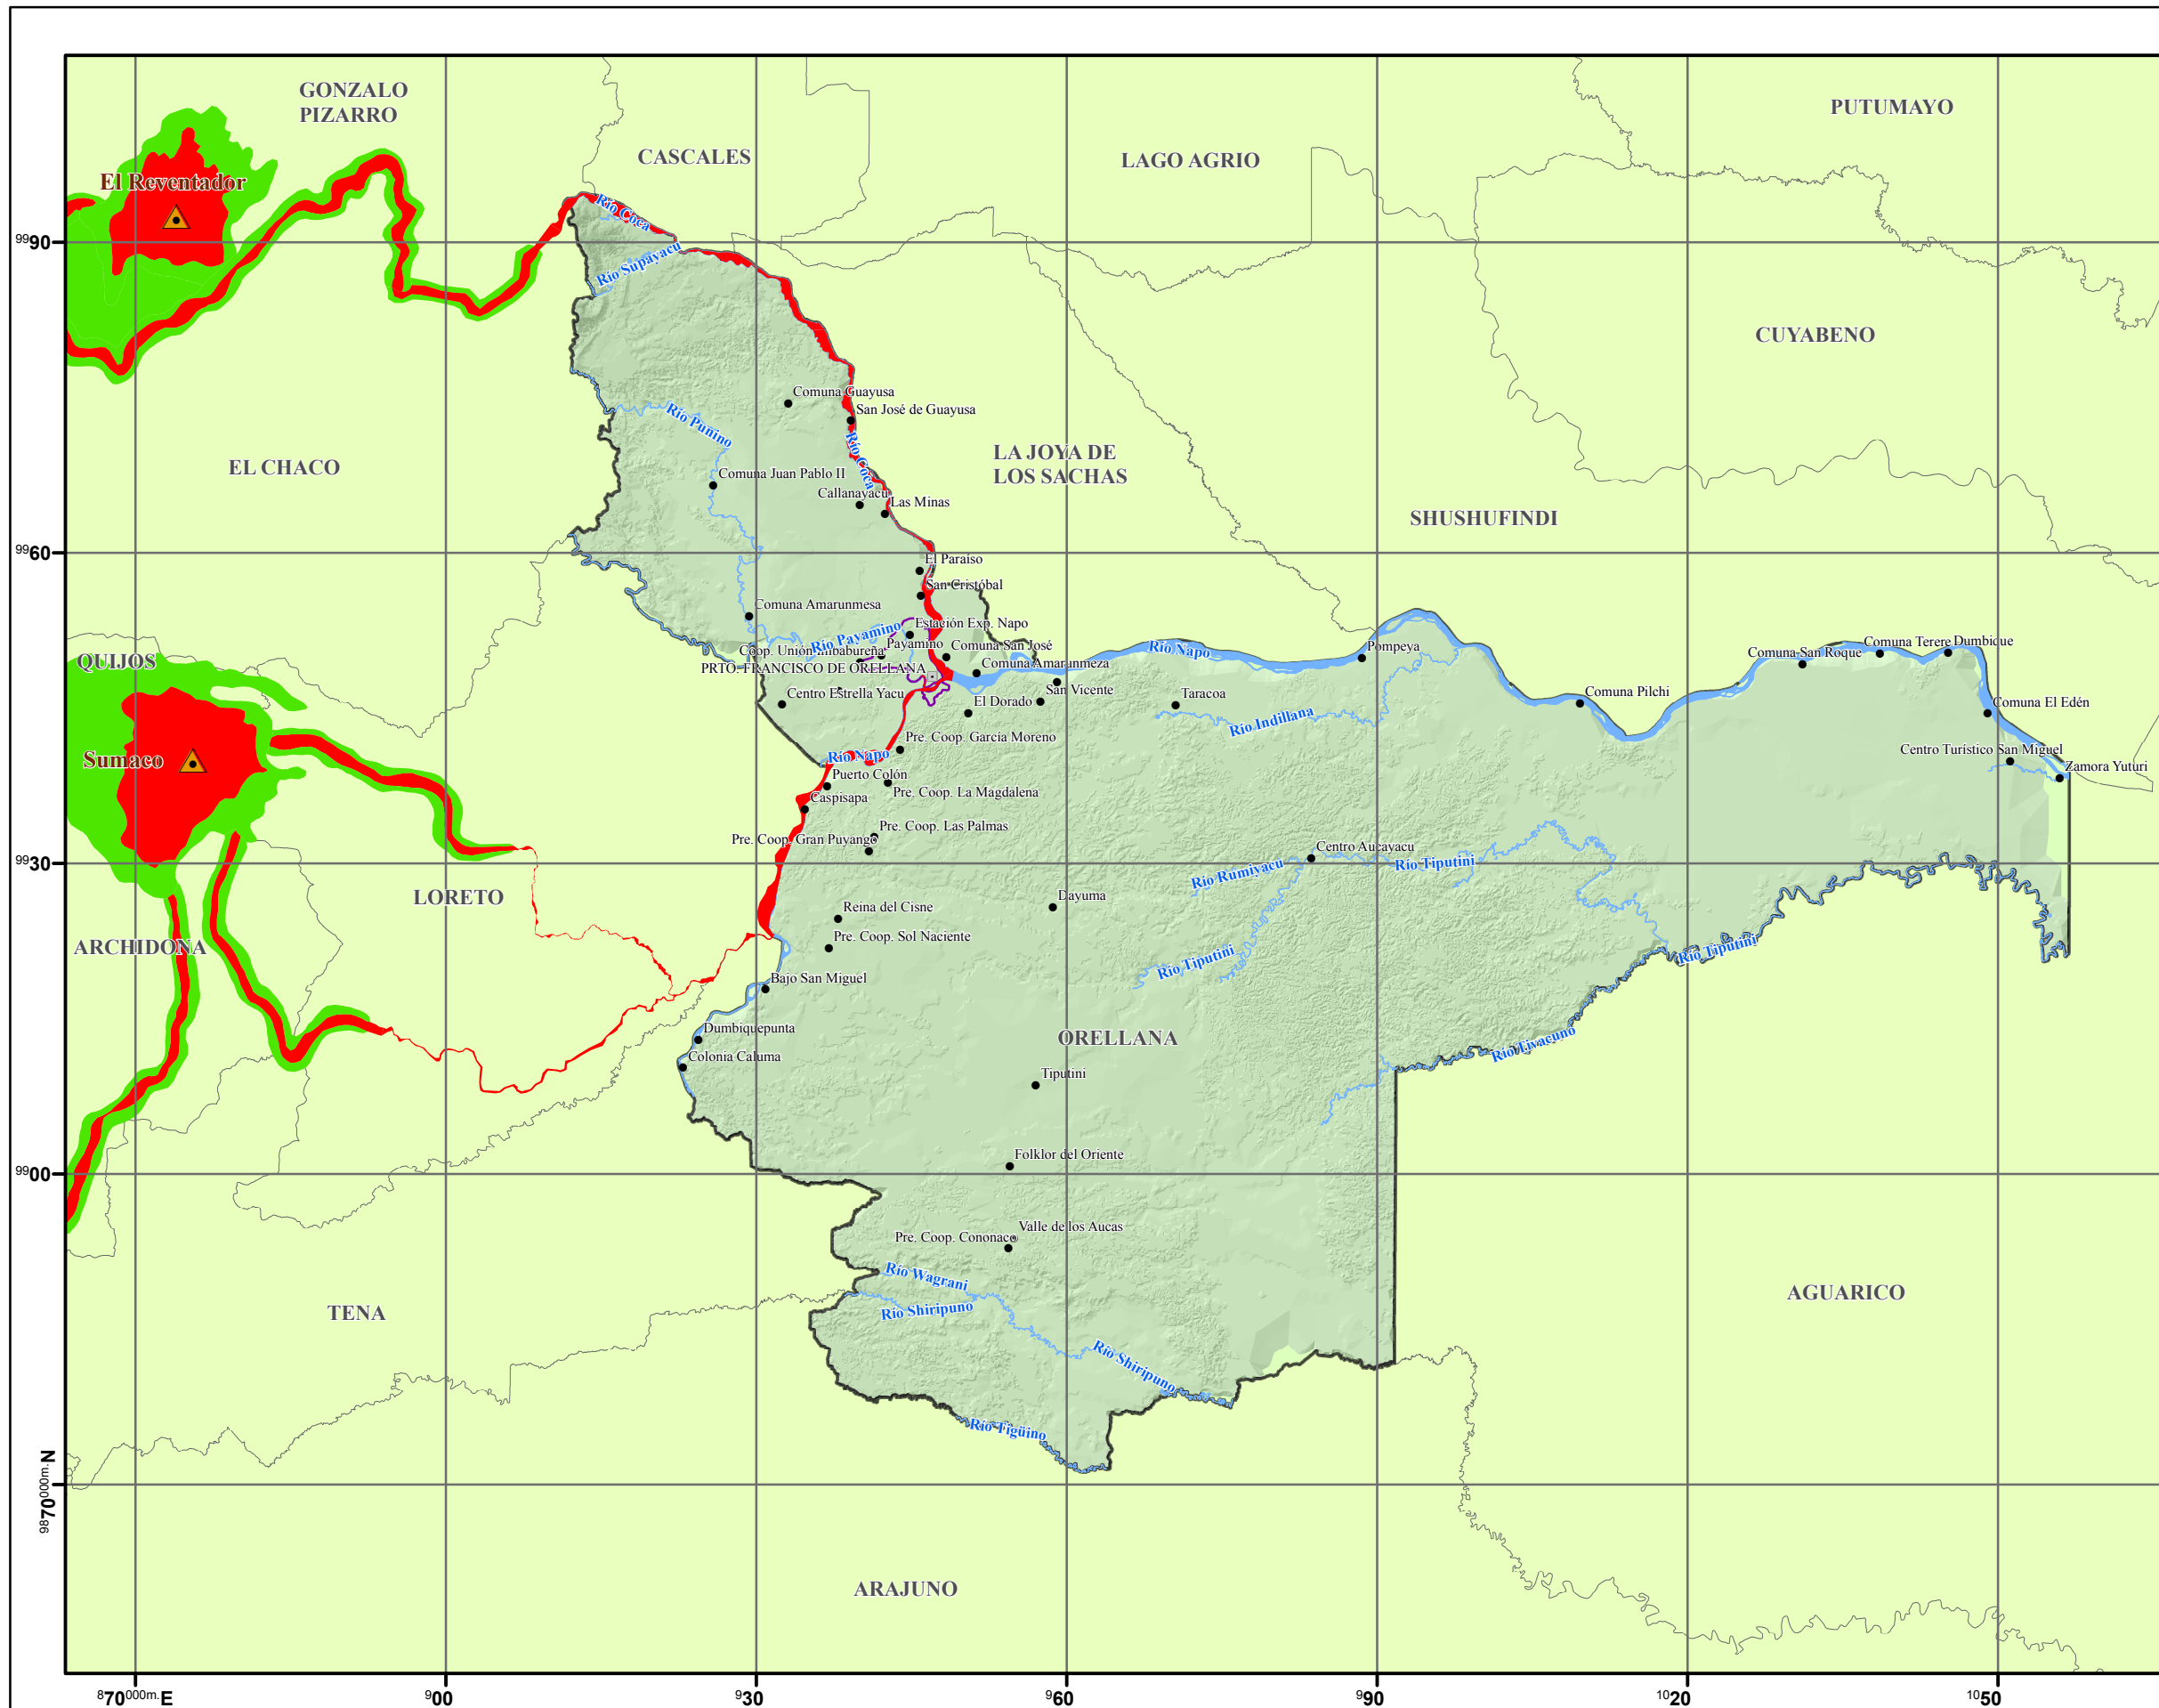 GONZALO
PIZARRO
PUTUMAYO
CASCALES
LAGO AGRIO
El Reventador
Río Coca
9990
Río Supayacu
CUYABENO
Comuna Guayusa
San José de Guayusa
Río Puñino
Río Coca
LA JOYA DE
LOS SACHAS
EL CHACO
Comuna Juan Pablo II
Callanayacu
Las Minas
SHUSHUFINDI
9960
El Paraíso
San Cristóbal
Comuna Amarunmesa
Estación Exp. Napo
Río Payamino
Payamino
Comuna San José
Coop. Unión Imbabureña
Río Napo
Pompeya
Comuna Terere
Dumbique
Comuna San Roque
QUIJOS
PRTO. FRANCISCO DE ORELLANA
Comuna Amarunmeza
Centro Estrella Yacu
San Vicente
Taracoa
Comuna Pilchi
El Dorado
Río Indillana
Comuna El Edén
Pre. Coop. García Moreno
Centro Turístico San Miguel
Sumaco
Río Napo
Zamora Yuturi
Puerto Colón
Pre. Coop. La Magdalena
Caspisapa
Pre. Coop. Las Palmas
Pre. Coop. Gran Puyango
Centro Aucayacu
9930
Río Rumiyacu
Río Tiputini
LORETO
Dayuma
Reina del Cisne
ARCHIDONA
Pre. Coop. Sol Naciente
Río Tiputini
Río Tiputini
Bajo San Miguel
Dumbiquepunta
ORELLANA
Río Tivacuno
Colonia Caluma
Tiputini
Folklor del Oriente
9900
Valle de los Aucas
Pre. Coop. Cononaco
Río Wagrani
AGUARICO
TENA
Río Shiripuno
Río Shiripuno
Río Tigüino
9870000m.N
ARAJUNO
870000m.E
900
930
960
990
1020
1050